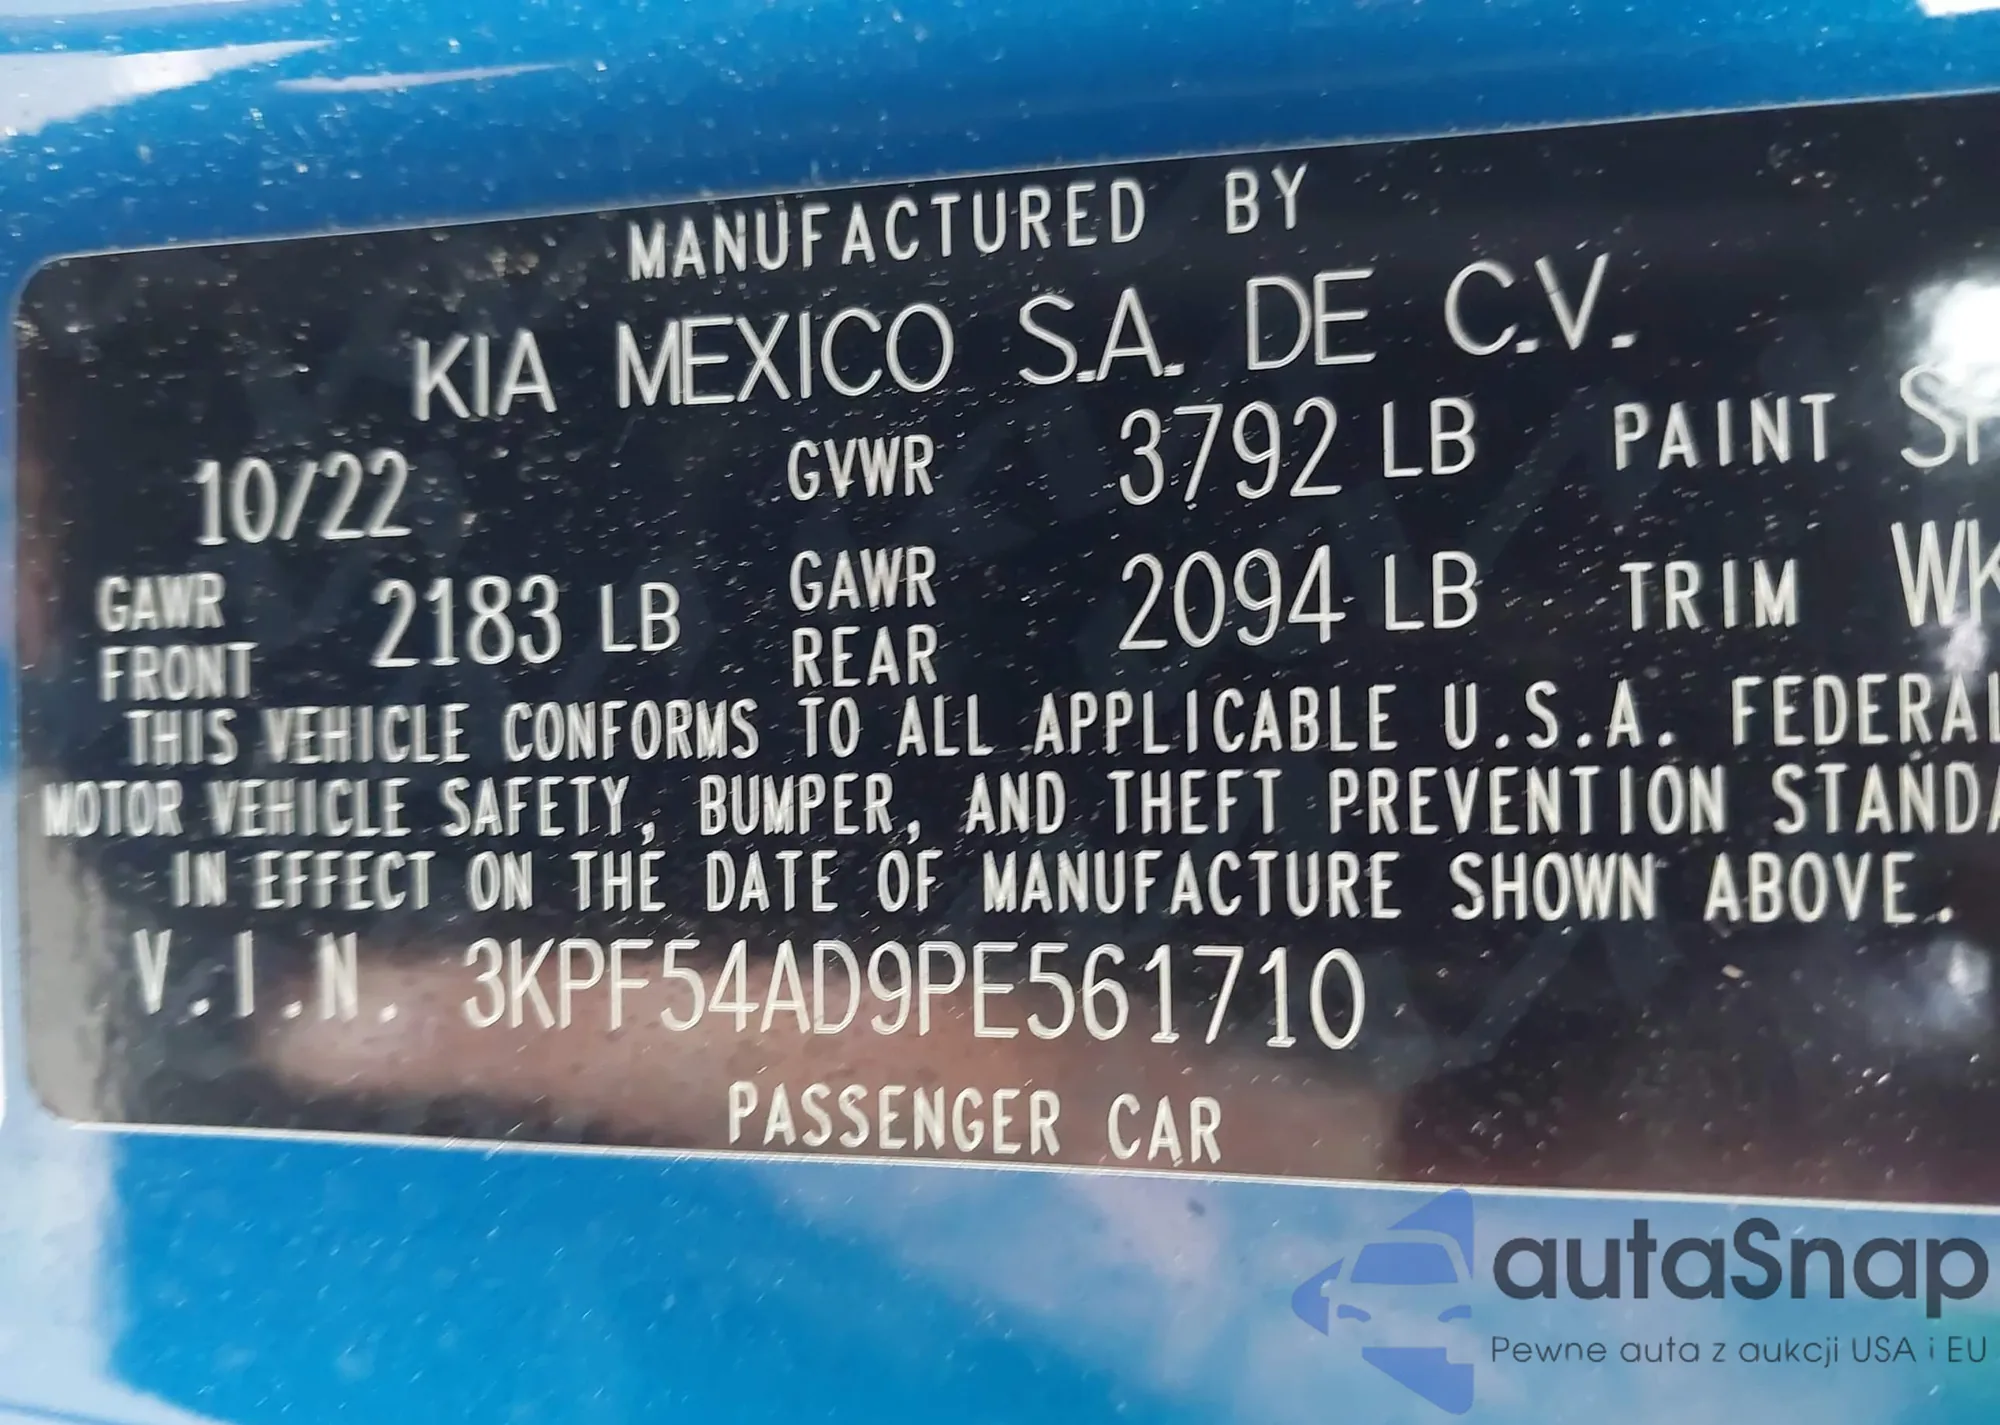 MANUFACTURED BY
KIA MEXICO S.A. DE C.V.
10/22 GVWR 3792 LB PAINT
GAWR FRONT 2183 LB GAWR REAR 2094 LB TRIM WK
THIS VEHICLE CONFORMS TO ALL APPLICABLE U.S.A. FEDERAL
MOTOR VEHICLE SAFETY, BUMPER, AND THEFT PREVENTION STANDA
IN EFFECT ON THE DATE OF MANUFACTURE SHOWN ABOVE.
V.I.N. 3KPF54AD9PE561710
PASSENGER CAR
autaSnap
Pewne auta z aukcji USA i EU